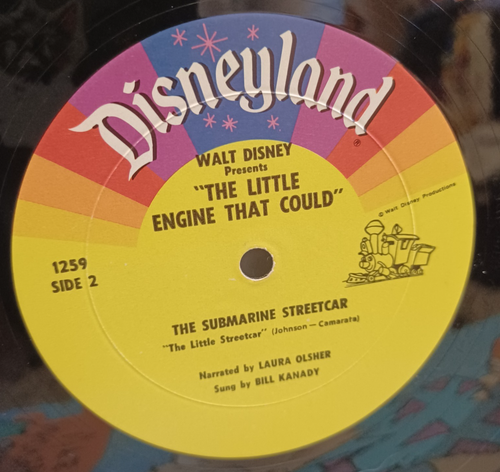 Disneyland
®
WALT DISNEY
Presents
"THE LITTLE
ENGINE THAT COULD"
© Walt Disney Productions
1259
SIDE 2
THE SUBMARINE STREETCAR
"The Little Streetcar" (Johnson — Camarata)
Narrated by LAURA OLSHER
Sung by BILL KANADY